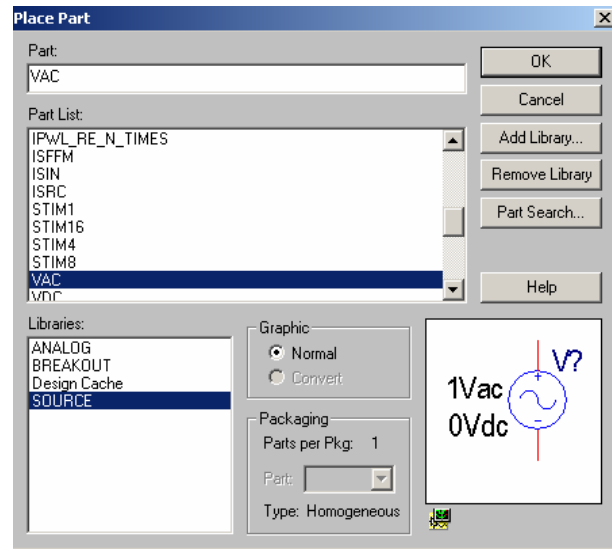 Place Part
Part:
VAC
OK
Cancel
Part List:
IPWL_RE_N_TIMES
ISFFM
ISIN
ISRC
STIM1
STIM16
STIM4
STIM8
VAC
VDC
Add Library...
Remove Library
Part Search...
Help
Libraries:
ANALOG
BREAKOUT
Design Cache
SOURCE
Graphic
Normal
Convert
Packaging
Parts per Pkg: 1
Part:
Type: Homogeneous
V?
1Vac
0Vdc